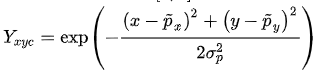 Y_{xyc} = \exp\left(-\frac{(x - \tilde{p}_x)^2 + (y - \tilde{p}_y)^2}{2\sigma_p^2}\right)